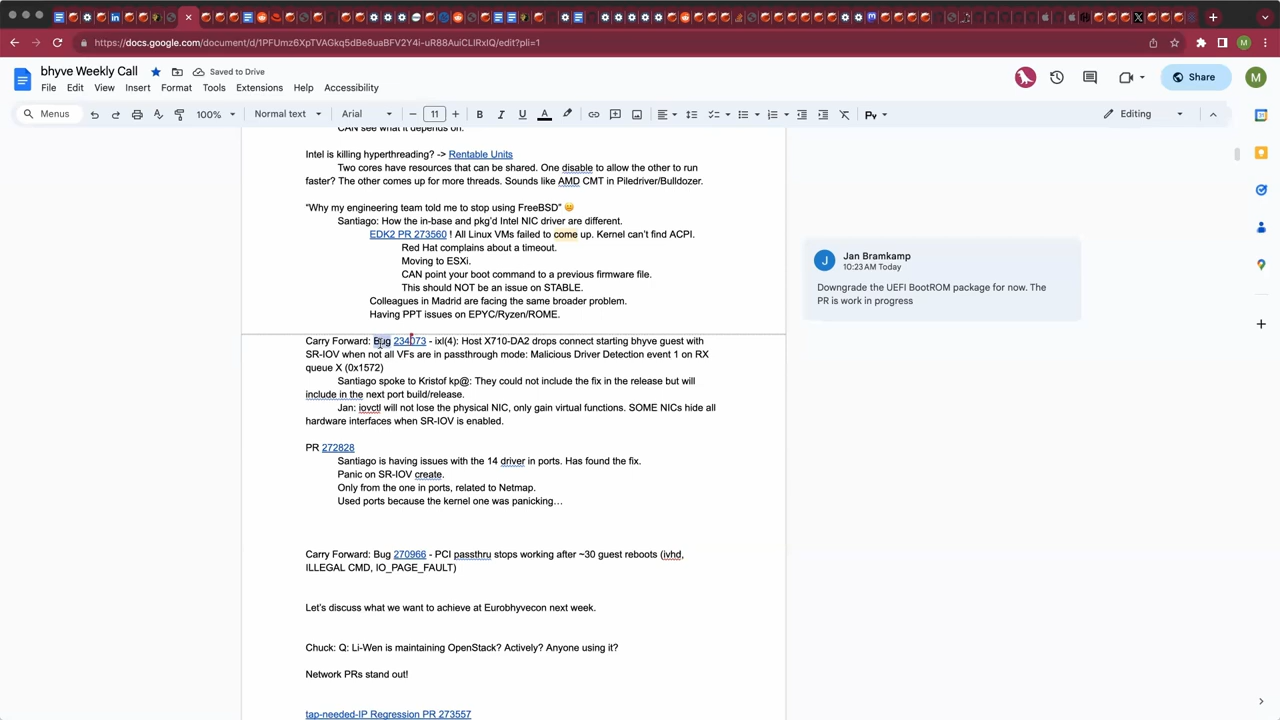 https://docs.google.com/document/d/1PFUmz6XpTVAGkq5dBe8uaBFV2Y4i-uR88AuiCLIRxIQ/edit?pli=1
bhyve Weekly Call
Saved to Drive
File Edit View Insert Format Tools Extensions Help Accessibility
Share
M
Menus
100%
Normal text
Arial
11
Editing
CAN see what it depends on.
Intel is killing hyperthreading? -> Rentable Units
Two cores have resources that can be shared. One disable to allow the other to run
faster? The other comes up for more threads. Sounds like AMD CMT in Piledriver/Bulldozer.
“Why my engineering team told me to stop using FreeBSD” 😀
Santiago: How the in-base and pkg’d Intel NIC driver are different.
EDK2 PR 273560 ! All Linux VMs failed to come up. Kernel can’t find ACPI.
Red Hat complains about a timeout.
Moving to ESXi.
CAN point your boot command to a previous firmware file.
This should NOT be an issue on STABLE.
Colleagues in Madrid are facing the same broader problem.
Having PPT issues on EPYC/Ryzen/ROME.
J
Jan Bramkamp
10:23 AM Today
Downgrade the UEFI BootROM package for now. The
PR is work in progress
Carry Forward: Bug 234073 - ixl(4): Host X710-DA2 drops connect starting bhyve guest with
SR-IOV when not all VFs are in passthrough mode: Malicious Driver Detection event 1 on RX
queue X (0x1572)
Santiago spoke to Kristof kp@: They could not include the fix in the release but will
include in the next port build/release.
Jan: iovctl will not lose the physical NIC, only gain virtual functions. SOME NICs hide all
hardware interfaces when SR-IOV is enabled.
PR 272828
Santiago is having issues with the 14 driver in ports. Has found the fix.
Panic on SR-IOV create.
Only from the one in ports, related to Netmap.
Used ports because the kernel one was panicking…
Carry Forward: Bug 270966 - PCI passthru stops working after ~30 guest reboots (ivhd,
ILLEGAL CMD, IO_PAGE_FAULT)
Let’s discuss what we want to achieve at Eurobhyvecon next week.
Chuck: Q: Li-Wen is maintaining OpenStack? Actively? Anyone using it?
Network PRs stand out!
tap-needed-IP Regression PR 273557